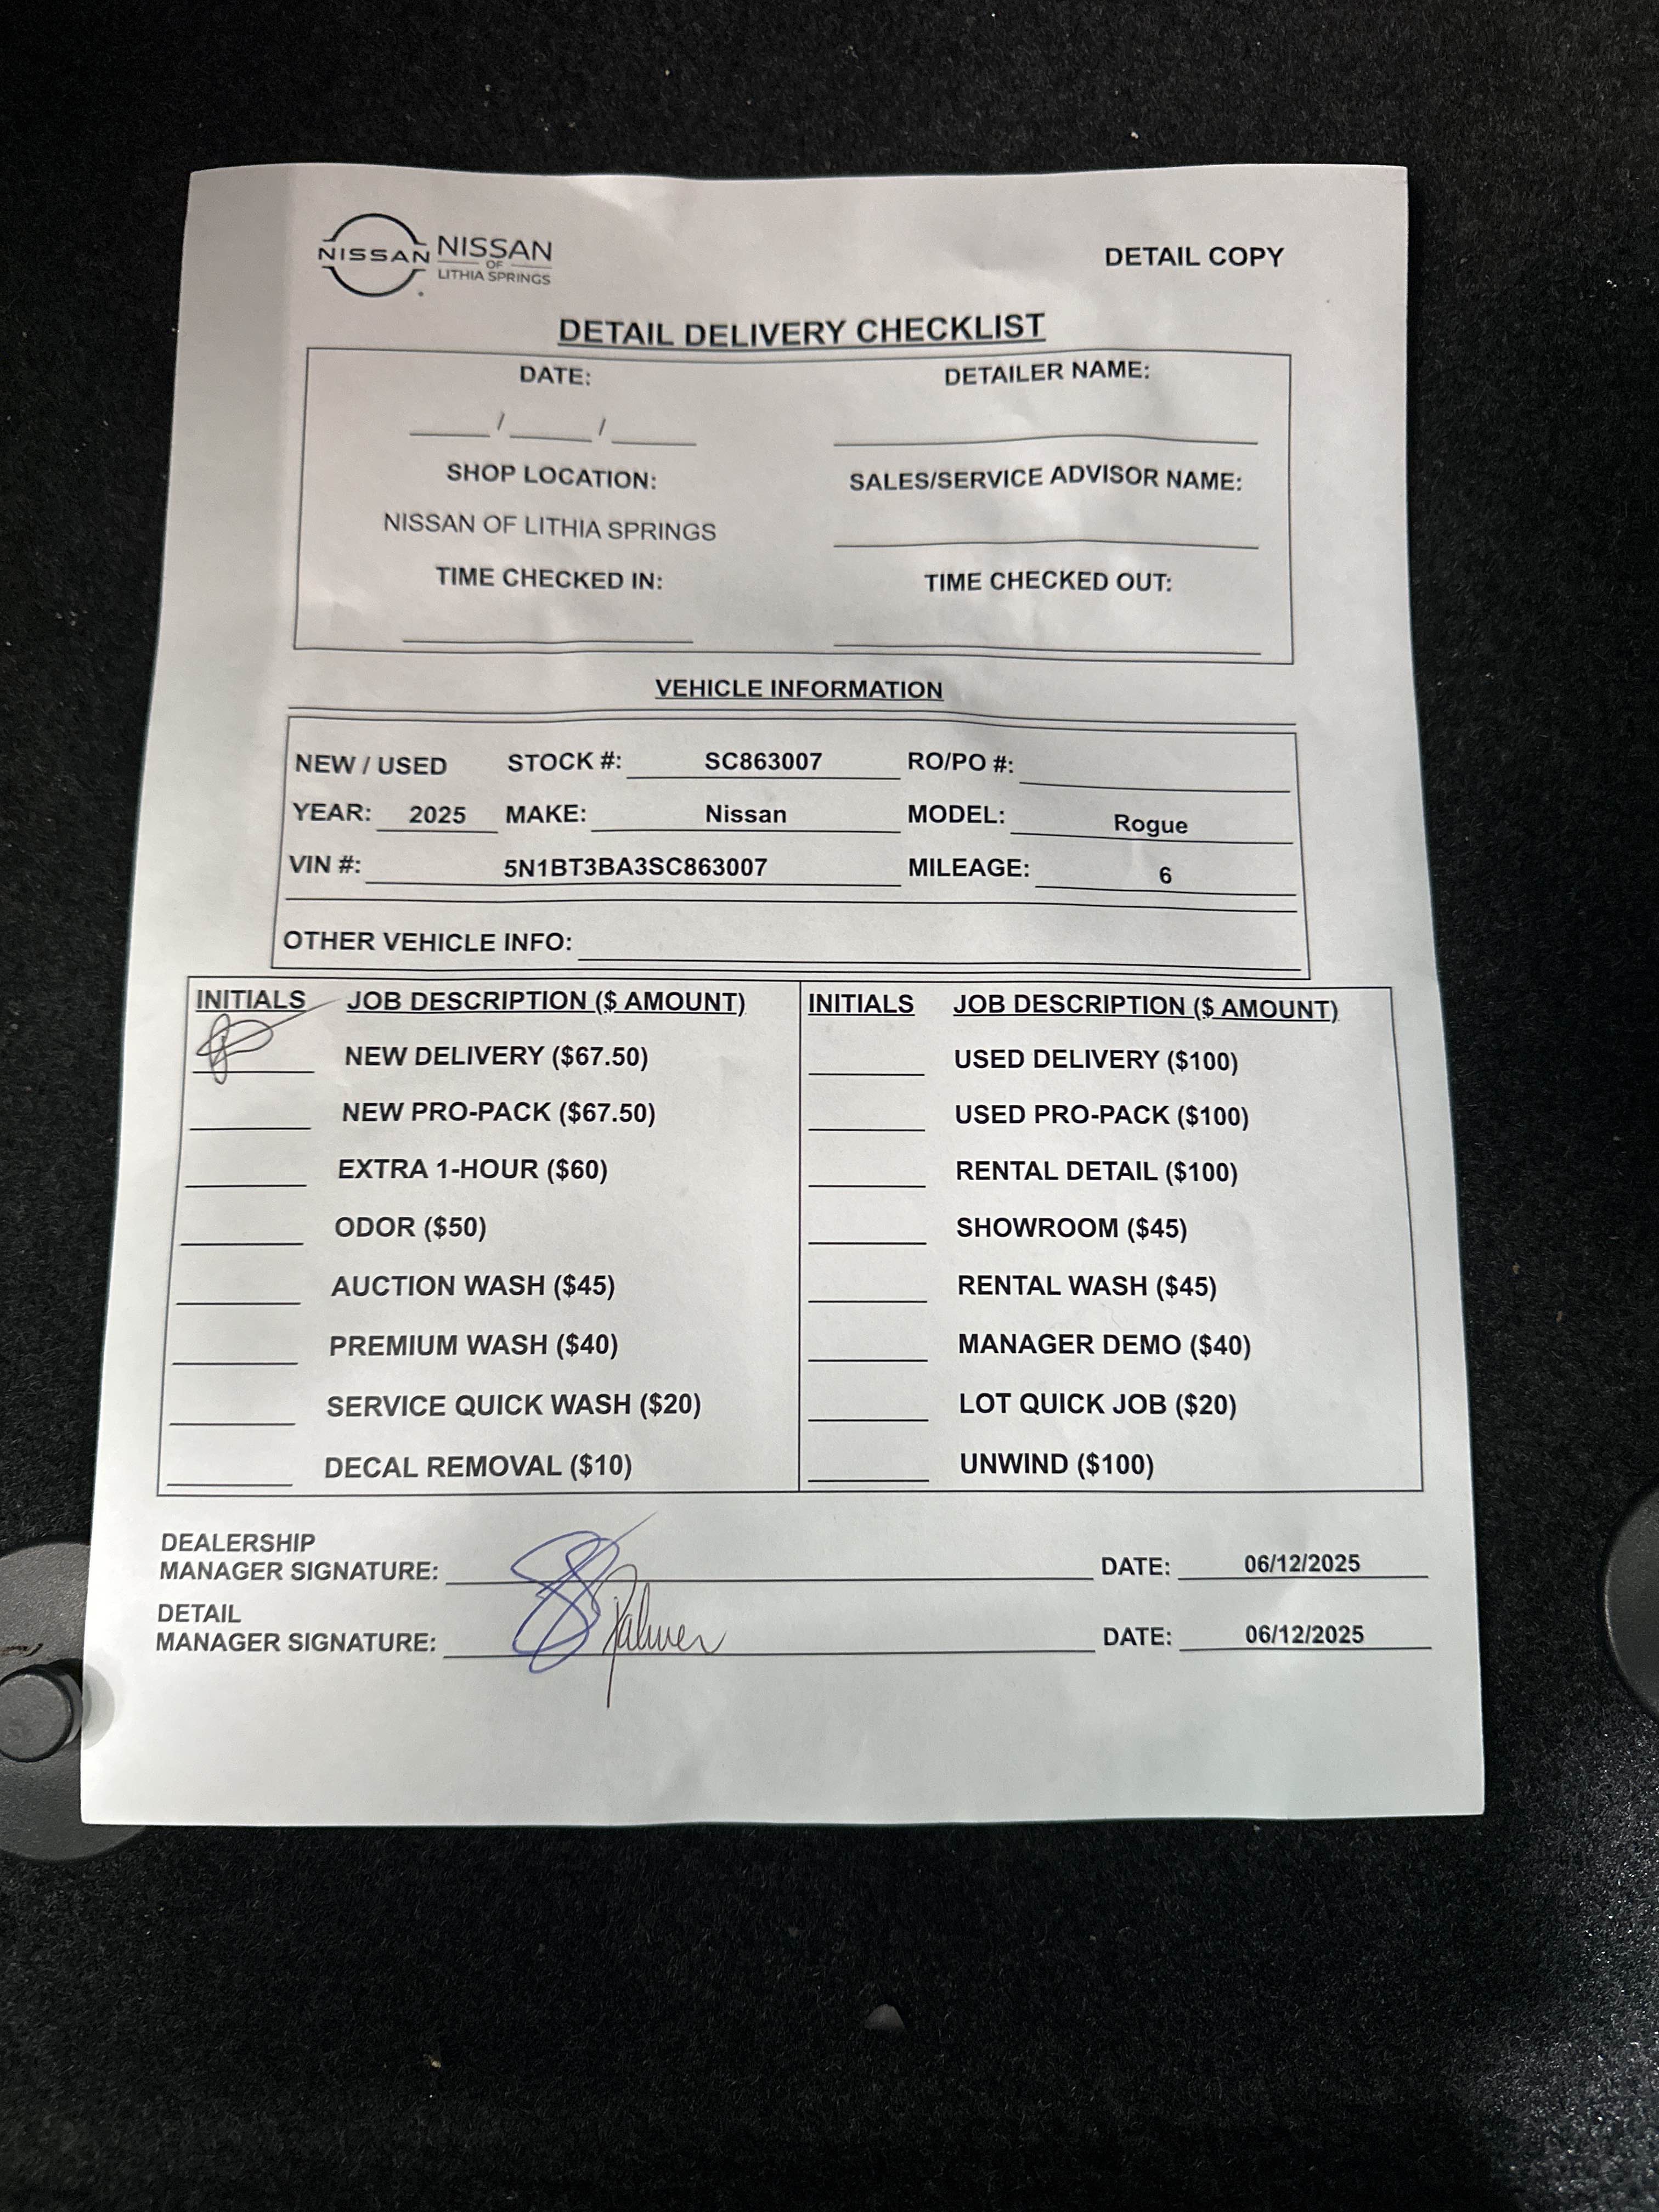 NISSAN NISSAN
OF
LITHIA SPRINGS
DETAIL COPY
DETAIL DELIVERY CHECKLIST
DATE: DETAILER NAME:
____/____/____ ____
SHOP LOCATION: SALES/SERVICE ADVISOR NAME:
NISSAN OF LITHIA SPRINGS
TIME CHECKED IN: TIME CHECKED OUT:
VEHICLE INFORMATION
NEW / USED STOCK #: SC863007 RO/PO #:
YEAR: 2025 MAKE: Nissan MODEL: Rogue
VIN #: 5N1BT3BA3SC863007 MILEAGE: 6
OTHER VEHICLE INFO:
INITIALS JOB DESCRIPTION ($ AMOUNT) INITIALS JOB DESCRIPTION ($ AMOUNT)
NEW DELIVERY ($67.50) USED DELIVERY ($100)
NEW PRO-PACK ($67.50) USED PRO-PACK ($100)
EXTRA 1-HOUR ($60) RENTAL DETAIL ($100)
ODOR ($50) SHOWROOM ($45)
AUCTION WASH ($45) RENTAL WASH ($45)
PREMIUM WASH ($40) MANAGER DEMO ($40)
SERVICE QUICK WASH ($20) LOT QUICK JOB ($20)
DECAL REMOVAL ($10) UNWIND ($100)
DEALERSHIP
MANAGER SIGNATURE: DATE: 06/12/2025
DETAIL
MANAGER SIGNATURE: Palmer DATE: 06/12/2025